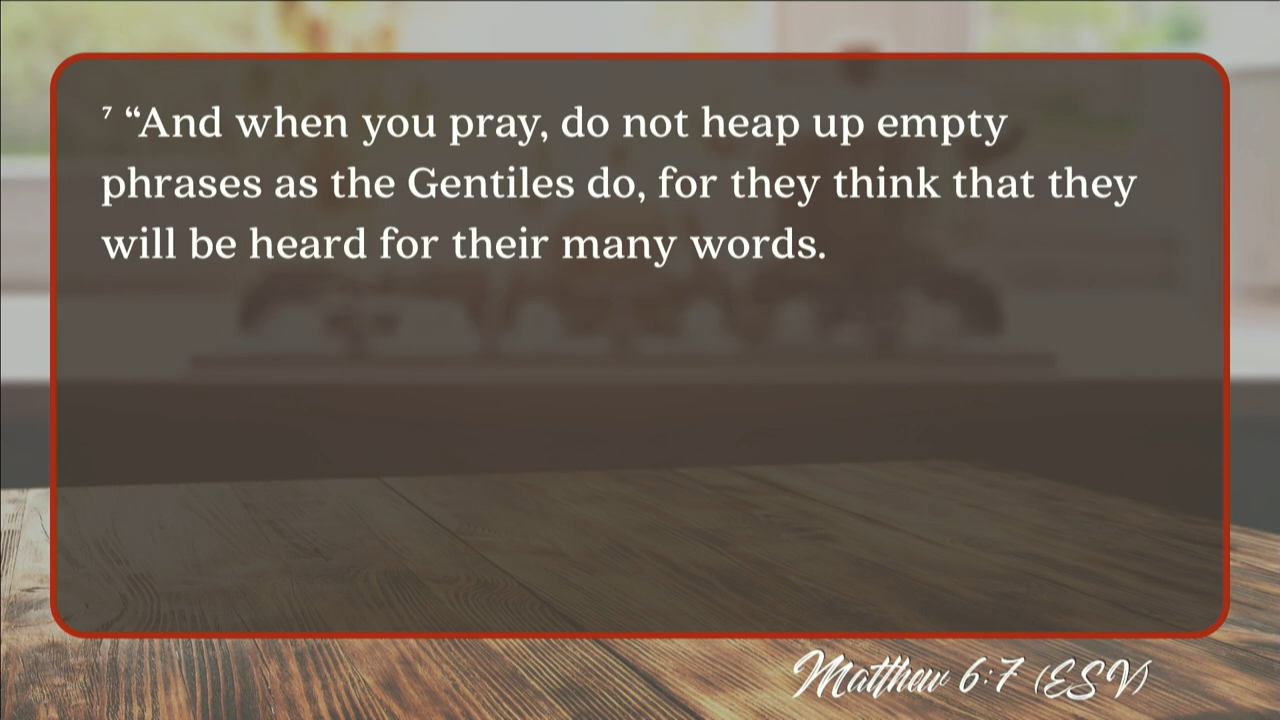 ⁷ “And when you pray, do not heap up empty
phrases as the Gentiles do, for they think that they
will be heard for their many words.
Matthew 6:7 (ESV)